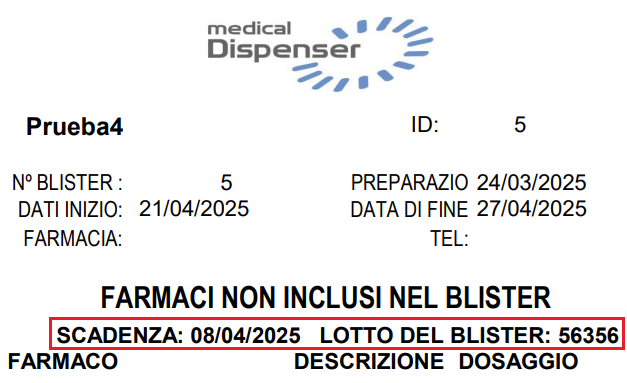 medical
Dispenser
Prueba4 ID: 5
Nº BLISTER : 5 PREPARAZIO 24/03/2025
DATI INIZIO: 21/04/2025 DATA DI FINE 27/04/2025
FARMACIA: TEL:
FARMACI NON INCLUSI NEL BLISTER
SCADENZA: 08/04/2025 LOTTO DEL BLISTER: 56356
FARMACO DESCRIZIONE DOSAGGIO